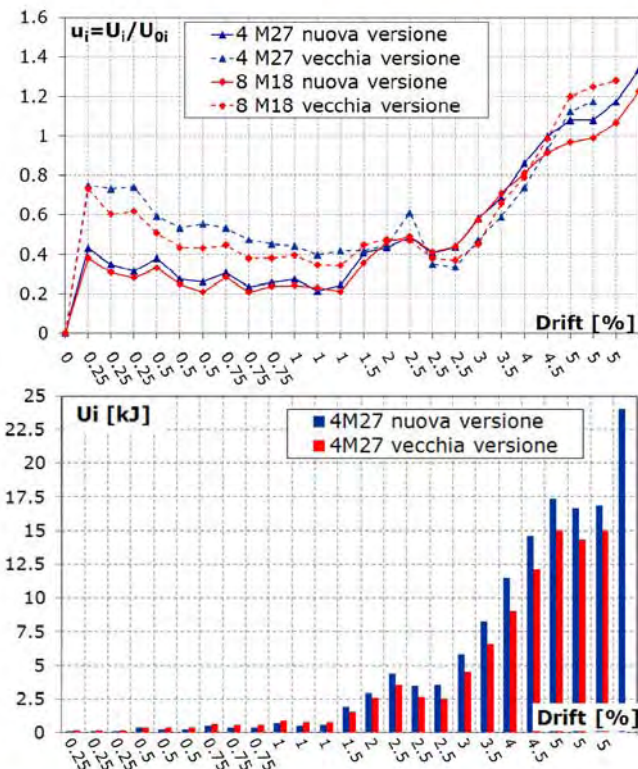 uᵢ=Uᵢ/U₀ᵢ
4 M27 nuova versione
4 M27 vecchia versione
8 M18 nuova versione
8 M18 vecchia versione
1.6
1.4
1.2
1
0.8
0.6
0.4
0.2
0
Drift [%]
0 0.25 0.25 0.25 0.5 0.5 0.5 0.75 0.75 0.75 1 1 1 1.5 2 2.5 2.5 2.5 3 3.5 4 4.5 5 5 5
Ui [kJ]
4M27 nuova versione
4M27 vecchia versione
25
22.5
20
17.5
15
12.5
10
7.5
5
2.5
0
Drift [%]
0.25 0.25 0.25 0.5 0.5 0.5 0.75 0.75 0.75 1 1 1 1.5 2 2.5 2.5 2.5 3 3.5 4 4.5 5 5 5